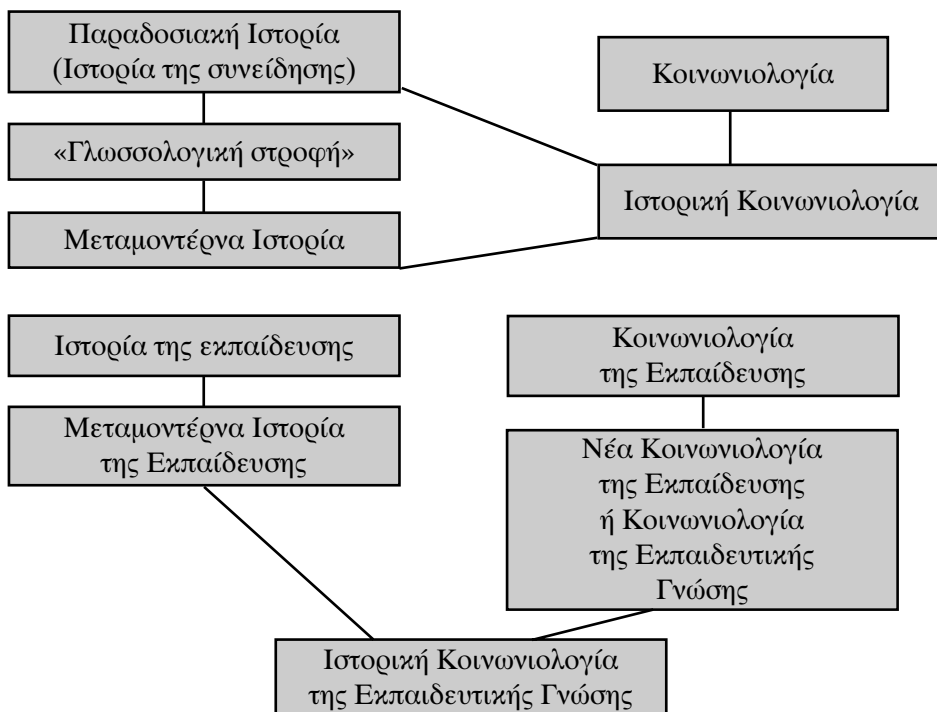 Παραδοσιακή Ιστορία
(Ιστορία της συνείδησης)
Κοινωνιολογία
«Γλωσσολογική στροφή»
Ιστορική Κοινωνιολογία
Μεταμοντέρνα Ιστορία
Ιστορία της εκπαίδευσης
Κοινωνιολογία
της Εκπαίδευσης
Μεταμοντέρνα Ιστορία
της Εκπαίδευσης
Νέα Κοινωνιολογία
της Εκπαίδευσης
ή Κοινωνιολογία
της Εκπαιδευτικής
Γνώσης
Ιστορική Κοινωνιολογία
της Εκπαιδευτικής Γνώσης